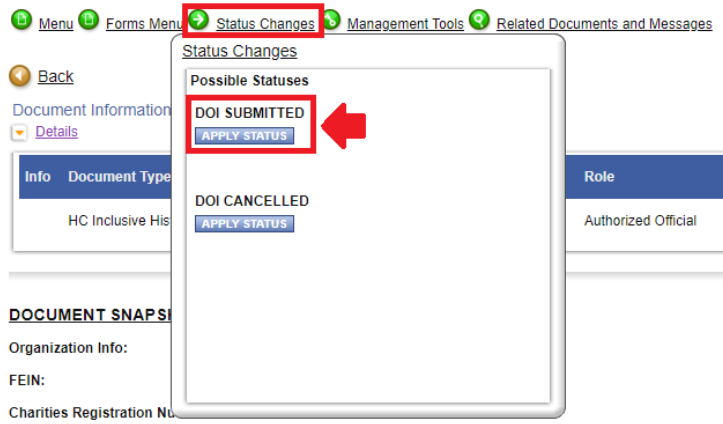 Menu Forms Menu Status Changes Management Tools Related Documents and Messages
Status Changes
Back
Possible Statuses
Document Information
DOI SUBMITTED
Details
APPLY STATUS
Info Document Type Role
DOI CANCELLED
HC Inclusive His Authorized Official
APPLY STATUS
DOCUMENT SNAPS
Organization Info:
FEIN:
Charities Registration Nu